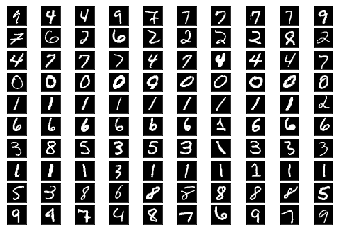 4 4 9 7 7 7 7 7 9
7 6 2 6 2 2 2 2 8 2
4 7 7 7 4 7 4 4 4 7
0 0 0 0 0 0 0 0 0 0
1 1 1 1 1 1 1 1 1 2
6 6 6 6 6 6 1 6 6 6
3 8 5 3 5 3 1 3 3 3
1 1 1 3 1 1 1 1 1 1
5 3 8 6 8 8 8 8 8 5
9 9 7 4 8 7 6 9 7 9